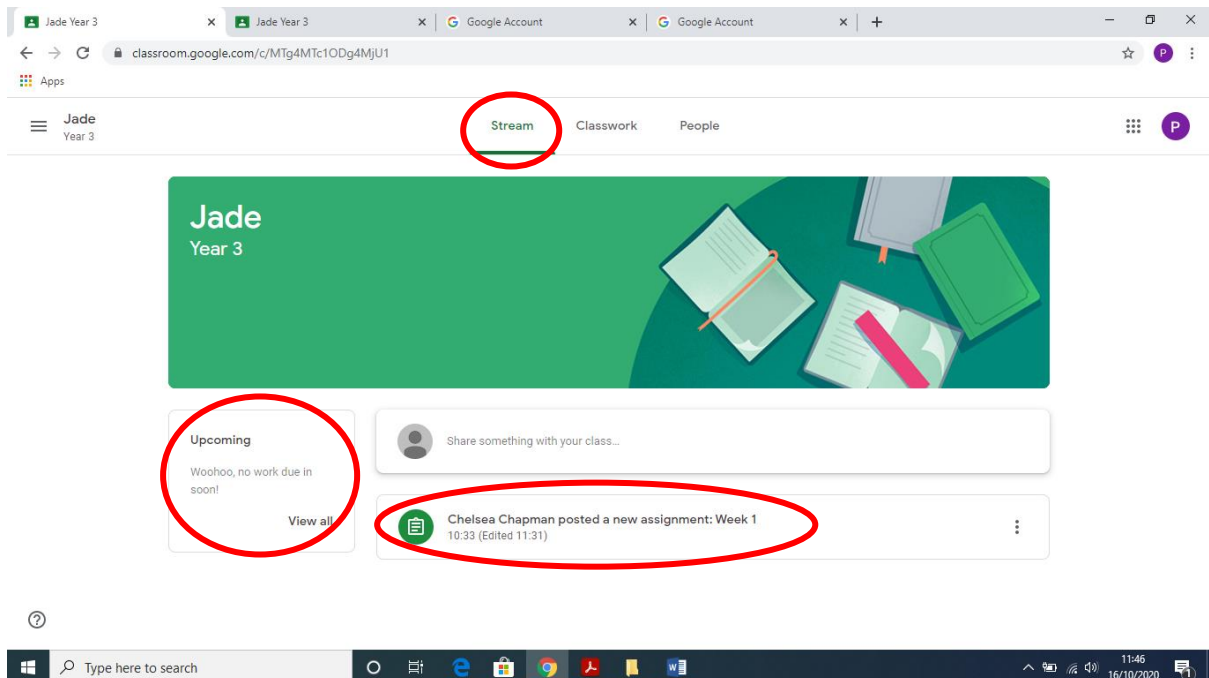 Jade Year 3
Jade Year 3
Google Account
Google Account
classroom.google.com/c/MTg4MTc1ODg4MjU1
P
Apps
Jade
Year 3
Stream
Classwork
People
P
Jade
Year 3
Upcoming
Woohoo, no work due in
soon!
View all
Share something with your class...
Chelsea Chapman posted a new assignment: Week 1
10:33 (Edited 11:31)
Type here to search
11:46
16/10/2020